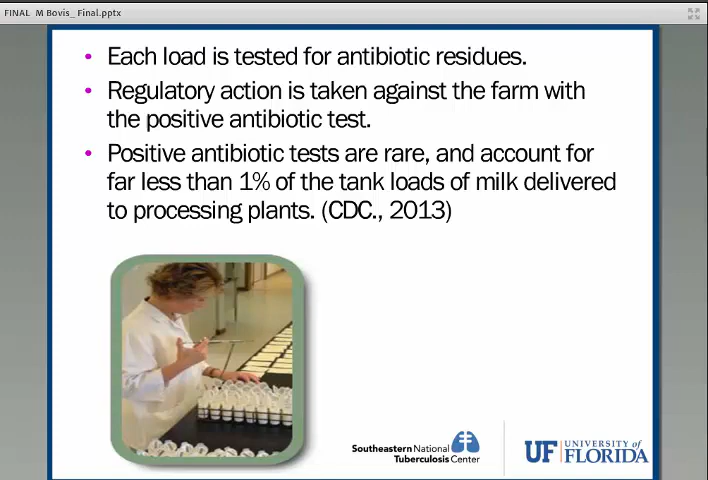 FINAL M Bovis_ Final.pptx
• Each load is tested for antibiotic residues.
• Regulatory action is taken against the farm with
the positive antibiotic test.
• Positive antibiotic tests are rare, and account for
far less than 1% of the tank loads of milk delivered
to processing plants. (CDC., 2013)
Southeastern National
Tuberculosis Center
UF UNIVERSITY of
FLORIDA